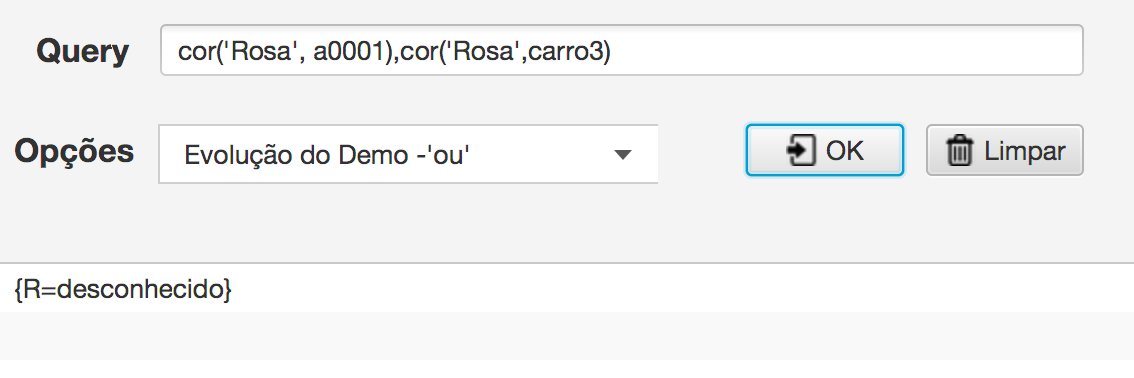 Query cor('Rosa', a0001),cor('Rosa',carro3)
Opções Evolução do Demo -'ou' OK Limpar
{R=desconhecido}